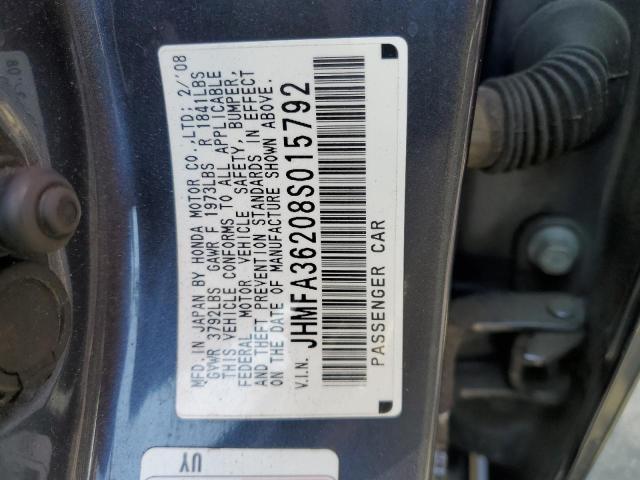 MFD. IN JAPAN BY HONDA MOTOR CO.,LTD; 2/'08
GVWR 3792LBS GAWR F 1973LBS R 1841LBS
THIS VEHICLE CONFORMS TO ALL APPLICABLE
FEDERAL MOTOR VEHICLE SAFETY, BUMPER,
AND THEFT PREVENTION STANDARDS IN EFFECT
ON THE DATE OF MANUFACTURE SHOWN ABOVE.
V.I.N. JHMFA36208S015792
PASSENGER CAR
UY